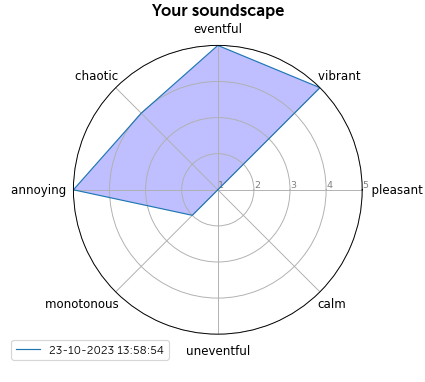 Your soundscape
eventful
chaotic
vibrant
annoying
1
2
3
4
5
pleasant
monotonous
calm
uneventful
23-10-2023 13:58:54